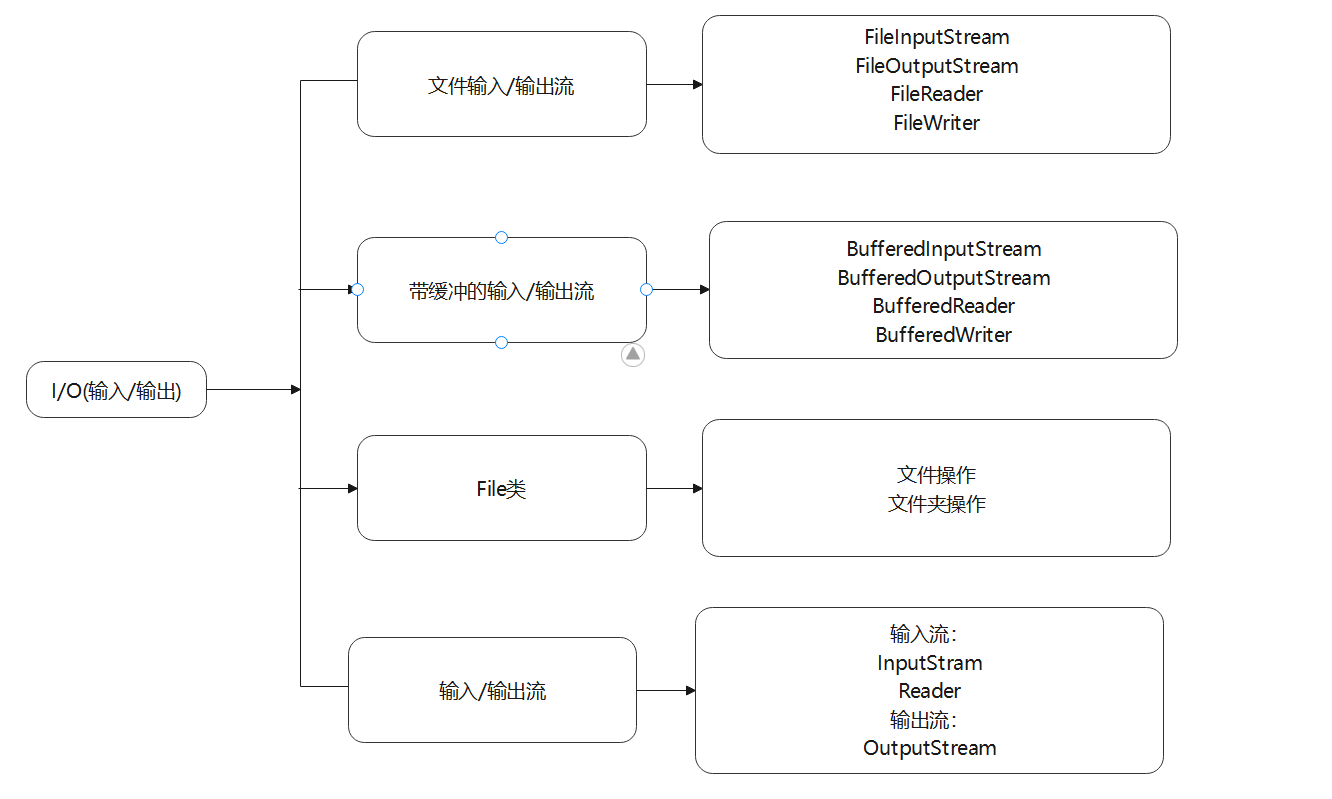 文件输入/输出流
FileInputStream
FileOutputStream
FileReader
FileWriter
带缓冲的输入/输出流
BufferedInputStream
BufferedOutputStream
BufferedReader
BufferedWriter
I/O(输入/输出)
File类
文件操作
文件夹操作
输入/输出流
输入流：
InputStram
Reader
输出流：
OutputStream